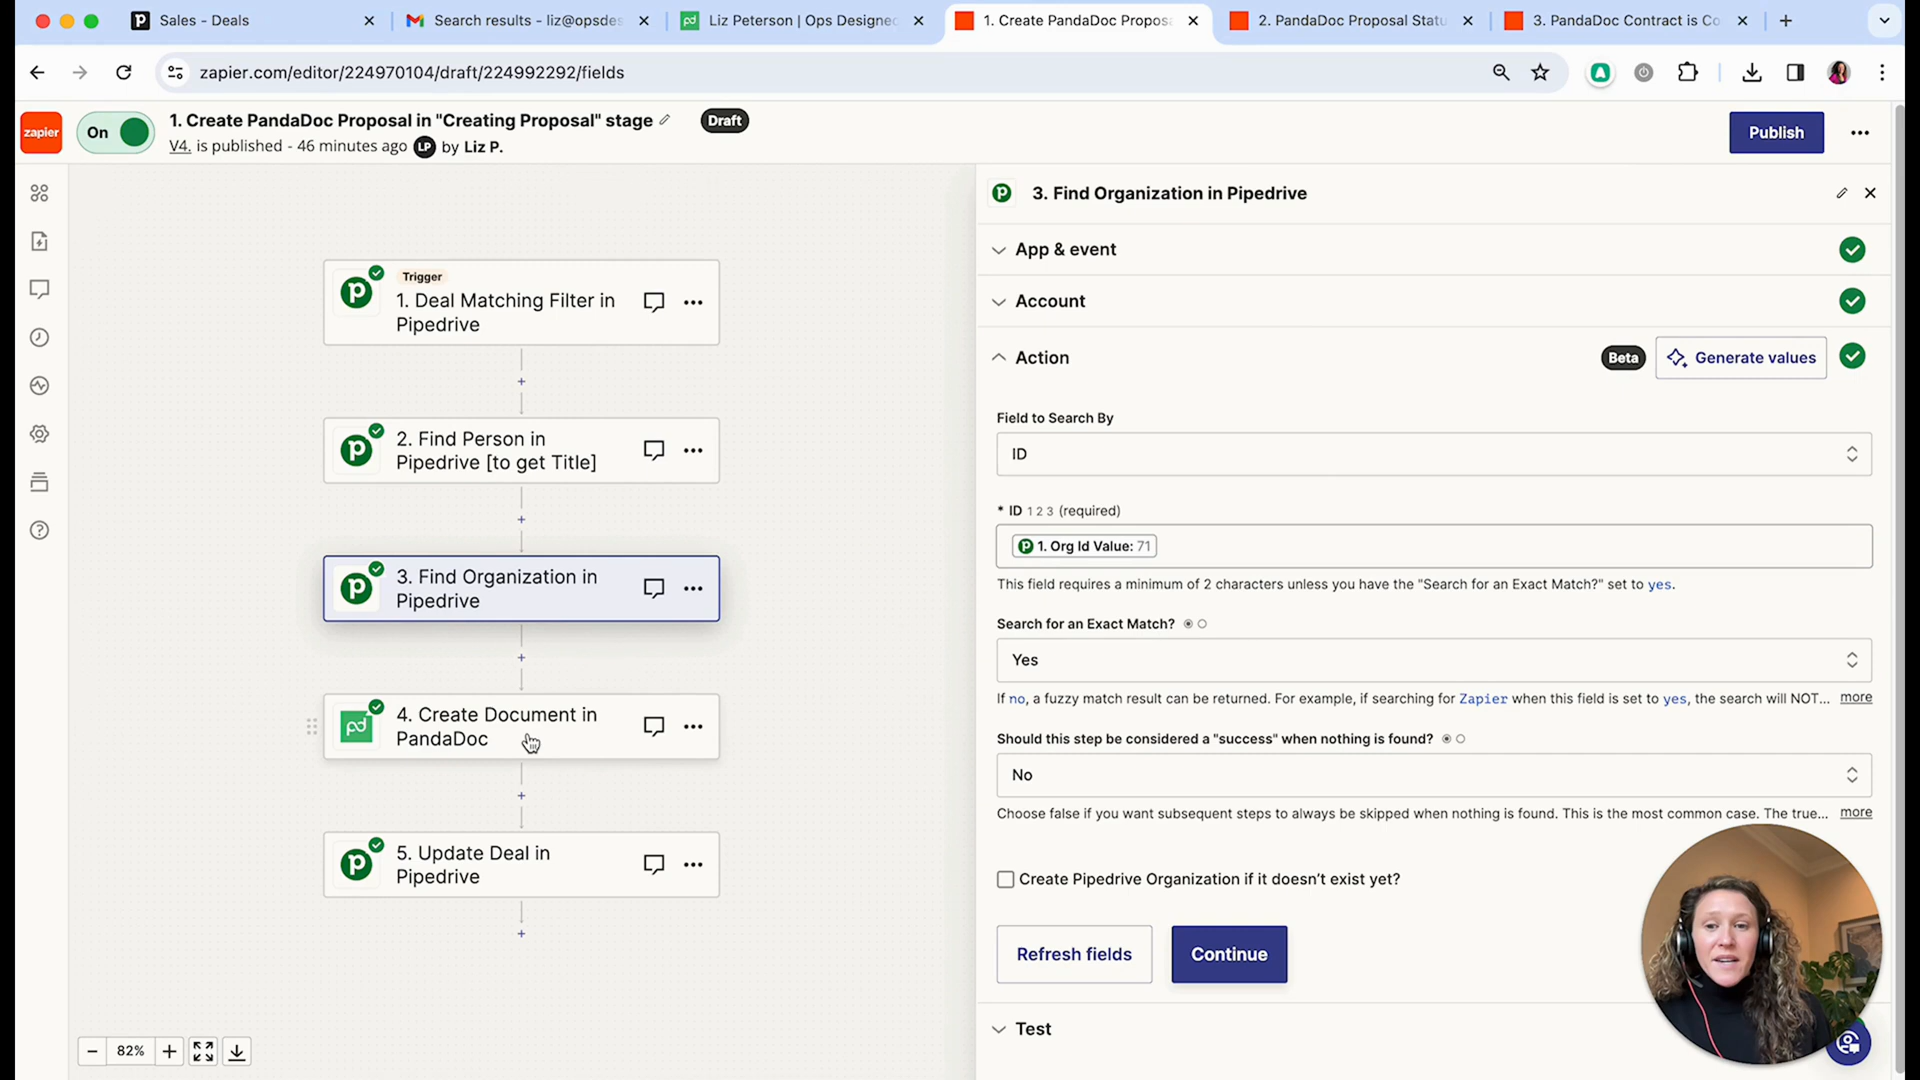 Sales - Deals
Search results - liz@opsdes
Liz Peterson | Ops Designed
1. Create PandaDoc Propos
2. PandaDoc Proposal Statu
3. PandaDoc Contract is Co
zapier.com/editor/224970104/draft/224992292/fields
zapier
On
1. Create PandaDoc Proposal in "Creating Proposal" stage
Draft
V4. is published - 46 minutes ago LP by Liz P.
Publish
Trigger
1. Deal Matching Filter in
Pipedrive
2. Find Person in
Pipedrive [to get Title]
3. Find Organization in
Pipedrive
4. Create Document in
PandaDoc
5. Update Deal in
Pipedrive
82%
3. Find Organization in Pipedrive
App & event
Account
Action
Beta
Generate values
Field to Search By
ID
* ID 1 2 3 (required)
1. Org Id Value: 71
This field requires a minimum of 2 characters unless you have the "Search for an Exact Match?" set to yes.
Search for an Exact Match?
Yes
If no, a fuzzy match result can be returned. For example, if searching for Zapier when this field is set to yes, the search will NOT... more
Should this step be considered a "success" when nothing is found?
No
Choose false if you want subsequent steps to always be skipped when nothing is found. This is the most common case. The true... more
Create Pipedrive Organization if it doesn't exist yet?
Refresh fields
Continue
Test